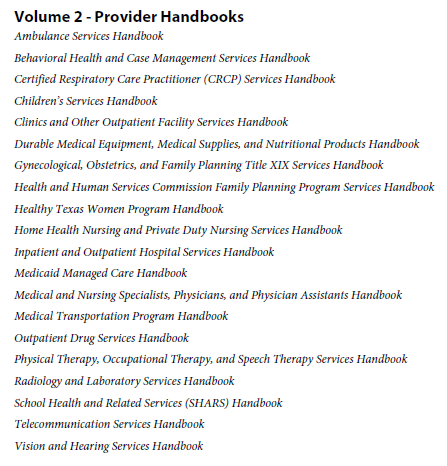 Volume 2 - Provider Handbooks
Ambulance Services Handbook
Behavioral Health and Case Management Services Handbook
Certified Respiratory Care Practitioner (CRCP) Services Handbook
Children's Services Handbook
Clinics and Other Outpatient Facility Services Handbook
Durable Medical Equipment, Medical Supplies, and Nutritional Products Handbook
Gynecological, Obstetrics, and Family Planning Title XIX Services Handbook
Health and Human Services Commission Family Planning Program Services Handbook
Healthy Texas Women Program Handbook
Home Health Nursing and Private Duty Nursing Services Handbook
Inpatient and Outpatient Hospital Services Handbook
Medicaid Managed Care Handbook
Medical and Nursing Specialists, Physicians, and Physician Assistants Handbook
Medical Transportation Program Handbook
Outpatient Drug Services Handbook
Physical Therapy, Occupational Therapy, and Speech Therapy Services Handbook
Radiology and Laboratory Services Handbook
School Health and Related Services (SHARS) Handbook
Telecommunication Services Handbook
Vision and Hearing Services Handbook